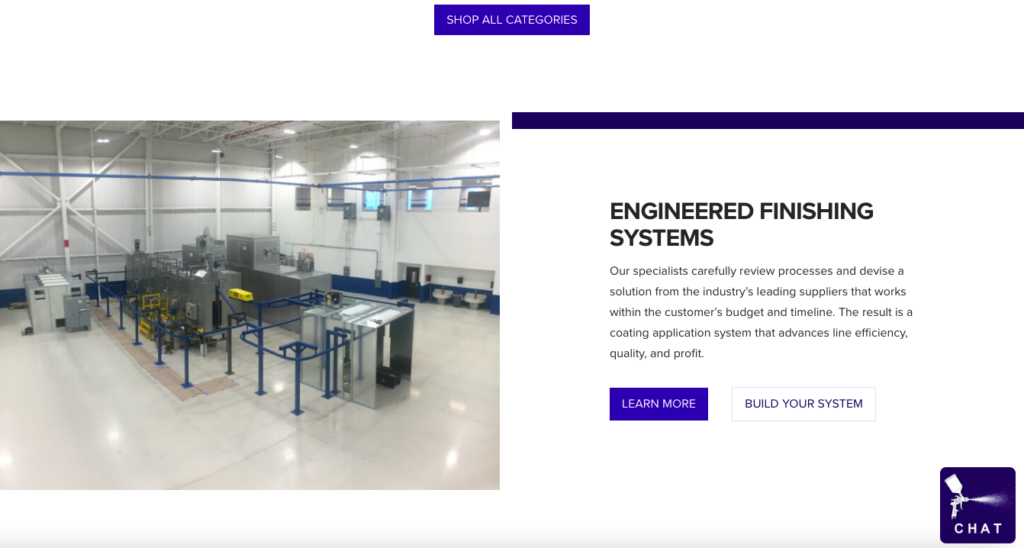 SHOP ALL CATEGORIES
ENGINEERED FINISHING
SYSTEMS
Our specialists carefully review processes and devise a
solution from the industry’s leading suppliers that works
within the customer’s budget and timeline. The result is a
coating application system that advances line efficiency,
quality, and profit.
LEARN MORE
BUILD YOUR SYSTEM
CHAT